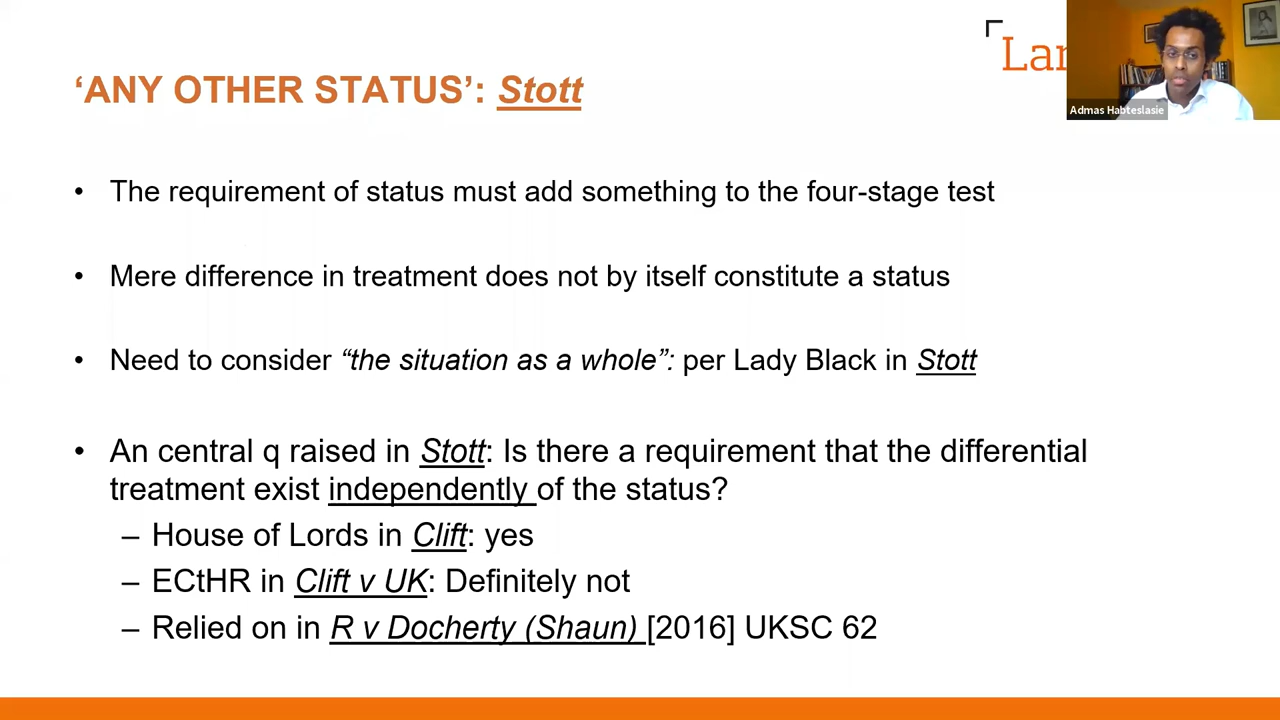 ‘ANY OTHER STATUS’: Stott
Admas Habteslasie
• The requirement of status must add something to the four-stage test
• Mere difference in treatment does not by itself constitute a status
• Need to consider “the situation as a whole”: per Lady Black in Stott
• An central q raised in Stott: Is there a requirement that the differential
treatment exist independently of the status?
– House of Lords in Clift: yes
– ECtHR in Clift v UK: Definitely not
– Relied on in R v Docherty (Shaun) [2016] UKSC 62